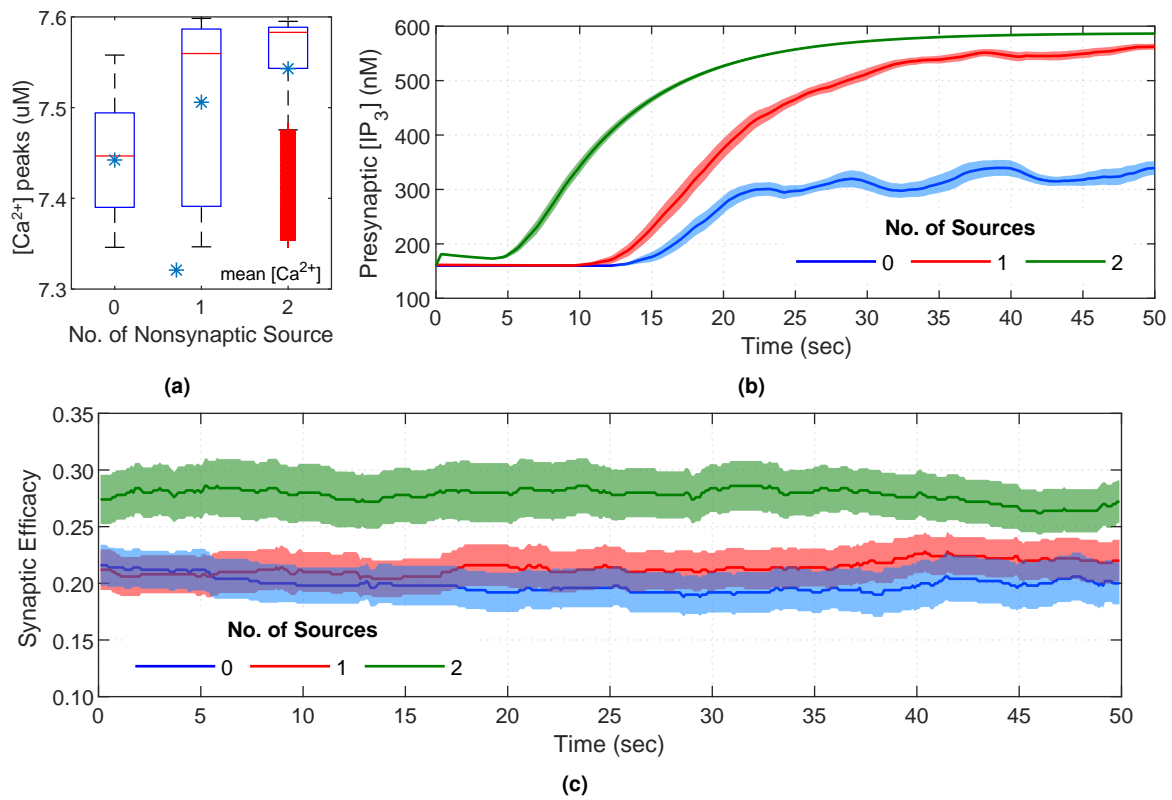 7.6
7.5
7.4
7.3
[Ca²⁺] peaks (uM)
mean [Ca²⁺]
0 1 2
No. of Nonsynaptic Source
(a)
600
500
400
300
200
100
Presynaptic [IP₃] (nM)
No. of Sources
0 1 2
0 5 10 15 20 25 30 35 40 45 50
Time (sec)
(b)
0.35
0.30
0.25
0.20
0.15
0.10
Synaptic Efficacy
No. of Sources
0 1 2
0 5 10 15 20 25 30 35 40 45 50
Time (sec)
(c)